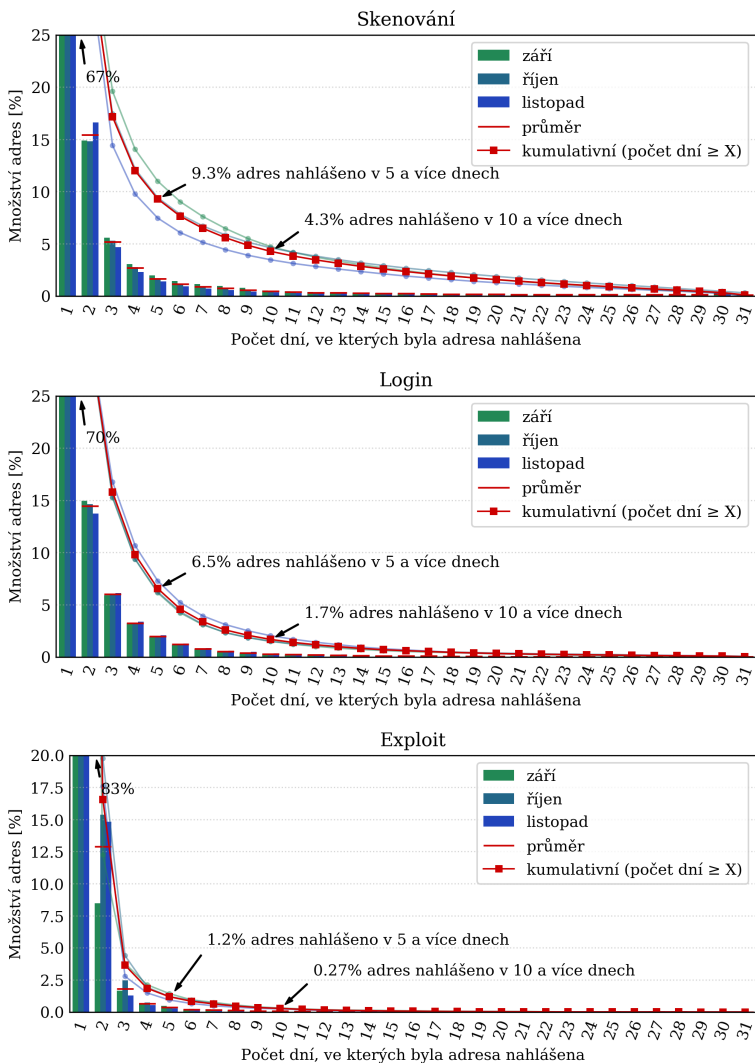 Skenování
Množství adres [%]
25
20
15
10
5
0
67%
9.3% adres nahlášeno v 5 a více dnech
4.3% adres nahlášeno v 10 a více dnech
září
říjen
listopad
průměr
kumulativní (počet dní ≥ X)
1 2 3 4 5 6 7 8 9 10 11 12 13 14 15 16 17 18 19 20 21 22 23 24 25 26 27 28 29 30 31
Počet dní, ve kterých byla adresa nahlášena
Login
Množství adres [%]
25
20
15
10
5
0
70%
6.5% adres nahlášeno v 5 a více dnech
1.7% adres nahlášeno v 10 a více dnech
září
říjen
listopad
průměr
kumulativní (počet dní ≥ X)
1 2 3 4 5 6 7 8 9 10 11 12 13 14 15 16 17 18 19 20 21 22 23 24 25 26 27 28 29 30 31
Počet dní, ve kterých byla adresa nahlášena
Exploit
Množství adres [%]
20.0
17.5
15.0
12.5
10.0
7.5
5.0
2.5
0.0
83%
1.2% adres nahlášeno v 5 a více dnech
0.27% adres nahlášeno v 10 a více dnech
září
říjen
listopad
průměr
kumulativní (počet dní ≥ X)
1 2 3 4 5 6 7 8 9 10 11 12 13 14 15 16 17 18 19 20 21 22 23 24 25 26 27 28 29 30 31
Počet dní, ve kterých byla adresa nahlášena